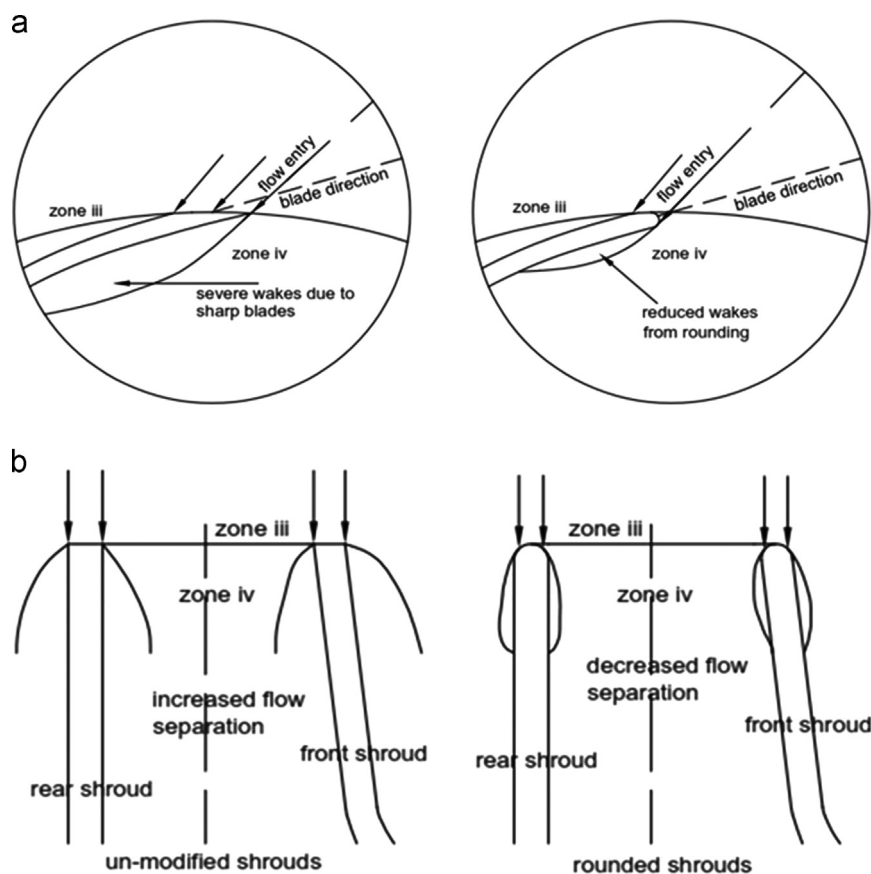 a
zone iii
flow entry
blade direction
zone iv
severe wakes due to
sharp blades
zone iii
flow entry
blade direction
zone iv
reduced wakes
from rounding
b
zone iii
zone iv
increased flow
separation
front shroud
rear shroud
un-modified shrouds
zone iii
zone iv
decreased flow
separation
front shroud
rear shroud
rounded shrouds